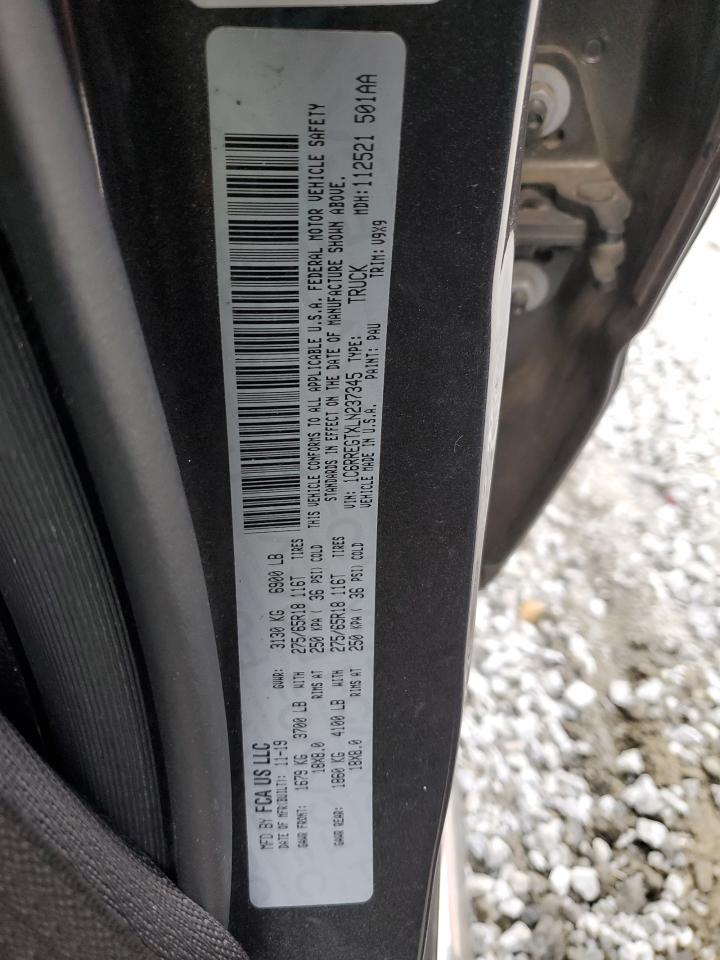 MFD BY FCA US LLC
DATE OF MFR(BUILT): 11-19 GVWR: 3130 KG 6900 LB
GAWR FRONT: 1679 KG 3700 LB WITH 275/65R18 116T TIRES
18X8.0 RIMS AT 250 KPA ( 36 PSI) COLD
GAWR REAR: 1860 KG 4100 LB WITH 275/65R18 116T TIRES
18X8.0 RIMS AT 250 KPA ( 36 PSI) COLD
THIS VEHICLE CONFORMS TO ALL APPLICABLE U.S.A. FEDERAL MOTOR VEHICLE SAFETY
STANDARDS IN EFFECT ON THE DATE OF MANUFACTURE SHOWN ABOVE.
VIN: 1C6RREGTXLN237345 TYPE: TRUCK MDH:112521 501AA
VEHICLE MADE IN U.S.A. PAINT: PAU TRIM: V9X9